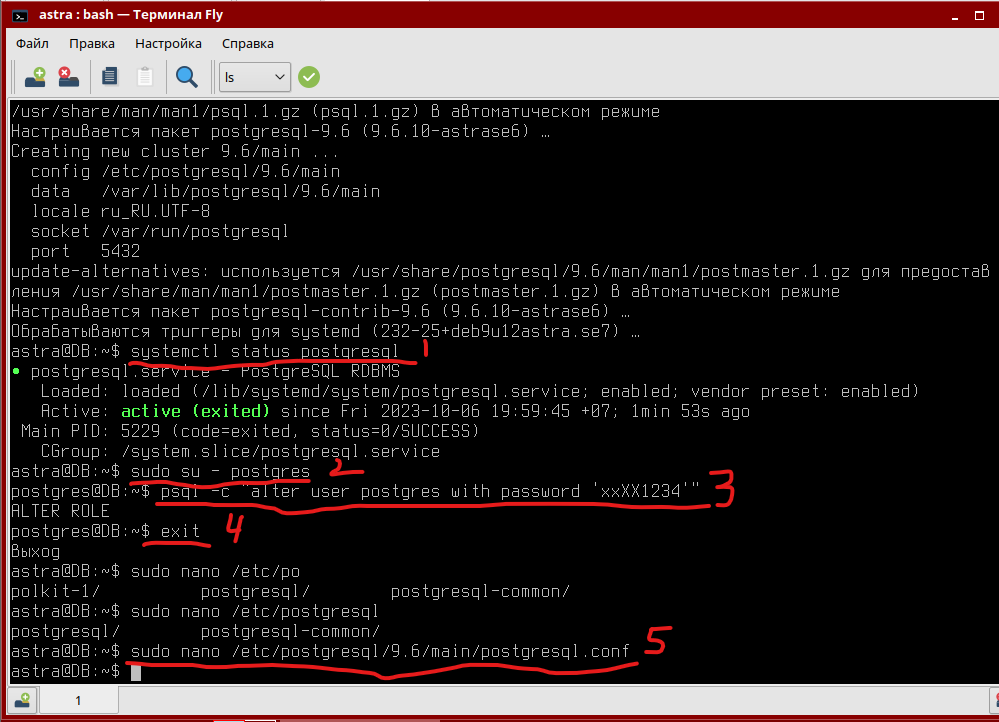 astra : bash — Терминал Fly
Файл Правка Настройка Справка
ls
/usr/share/man/man1/psql.1.gz (psql.1.gz) в автоматическом режиме
Настраивается пакет postgresql-9.6 (9.6.10-astrase6) …
Creating new cluster 9.6/main ...
config /etc/postgresql/9.6/main
data /var/lib/postgresql/9.6/main
locale ru_RU.UTF-8
socket /var/run/postgresql
port 5432
update-alternatives: используется /usr/share/postgresql/9.6/man/man1/postmaster.1.gz для предостав
ления /usr/share/man/man1/postmaster.1.gz (postmaster.1.gz) в автоматическом режиме
Настраивается пакет postgresql-contrib-9.6 (9.6.10-astrase6) …
Обрабатываются триггеры для systemd (232-25+deb9u12astra.se7) …
astra@DB:~$ systemctl status postgresql 1
● postgresql.service - PostgreSQL RDBMS
Loaded: loaded (/lib/systemd/system/postgresql.service; enabled; vendor preset: enabled)
Active: active (exited) since Fri 2023-10-06 19:59:45 +07; 1min 53s ago
Main PID: 5229 (code=exited, status=0/SUCCESS)
CGroup: /system.slice/postgresql.service
astra@DB:~$ sudo su - postgres 2
postgres@DB:~$ psql -c "alter user postgres with password 'xxXX1234'" 3
ALTER ROLE
postgres@DB:~$ exit 4
выход
astra@DB:~$ sudo nano /etc/po
polkit-1/ postgresql/ postgresql-common/
astra@DB:~$ sudo nano /etc/postgresql
postgresql/ postgresql-common/
astra@DB:~$ sudo nano /etc/postgresql/9.6/main/postgresql.conf 5
astra@DB:~$
1